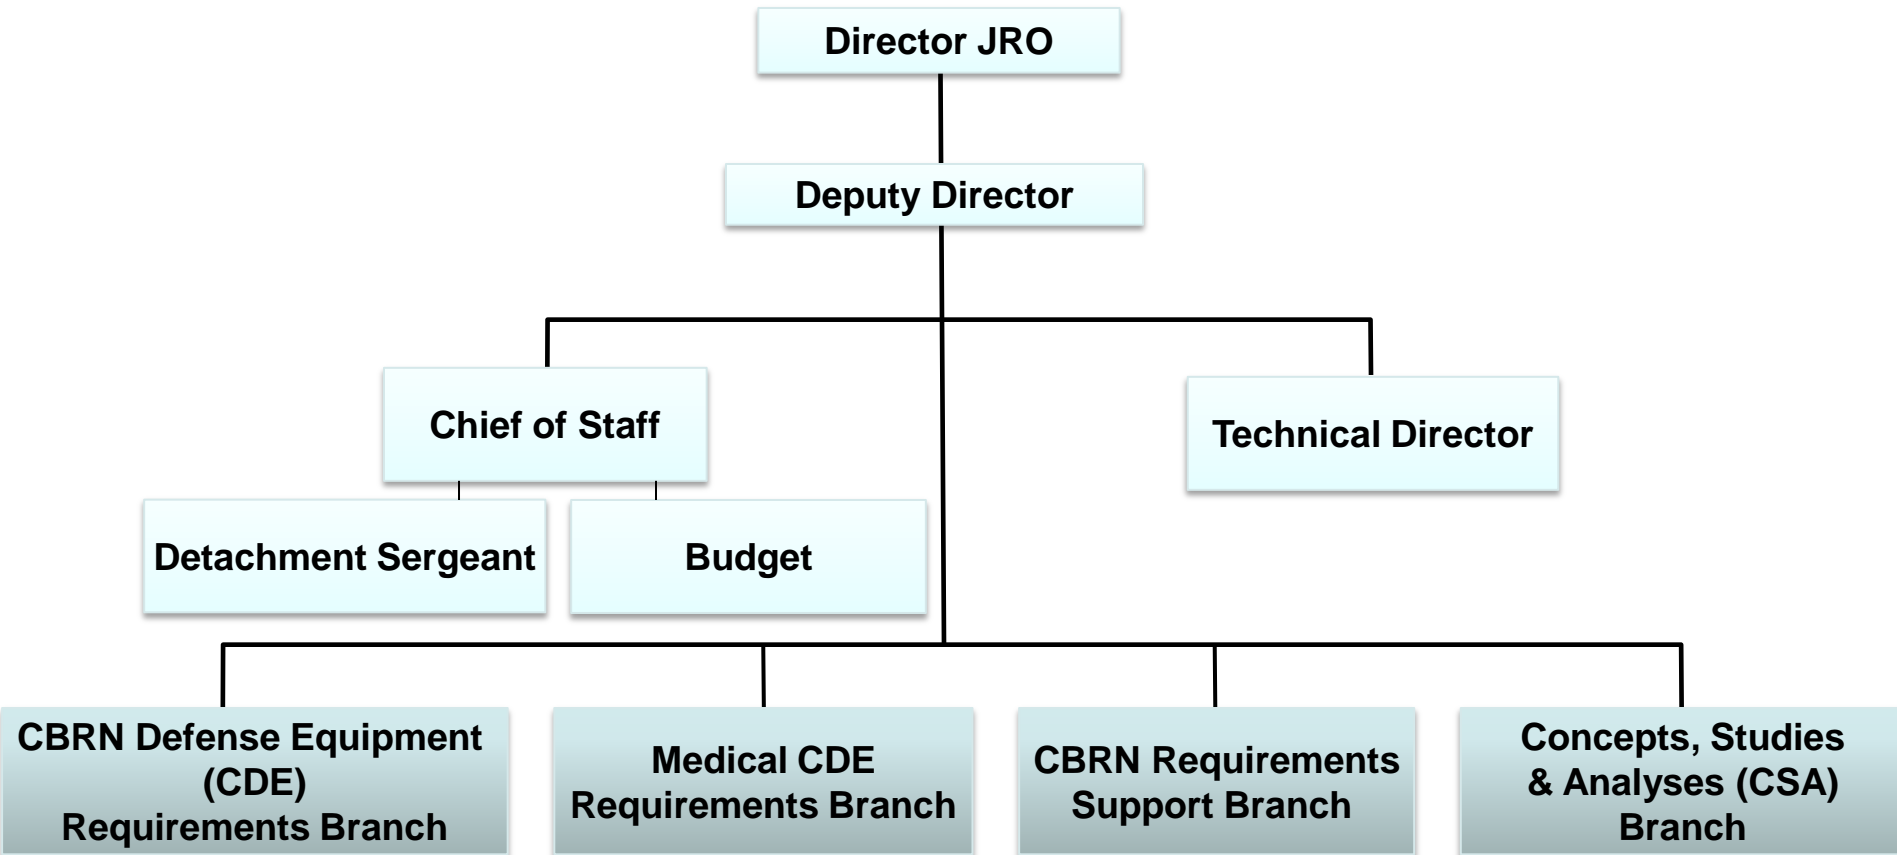 Director JRO
Deputy Director
Chief of Staff
Technical Director
Detachment Sergeant
Budget
CBRN Defense Equipment
(CDE)
Requirements Branch
Medical CDE
Requirements Branch
CBRN Requirements
Support Branch
Concepts, Studies
& Analyses (CSA)
Branch